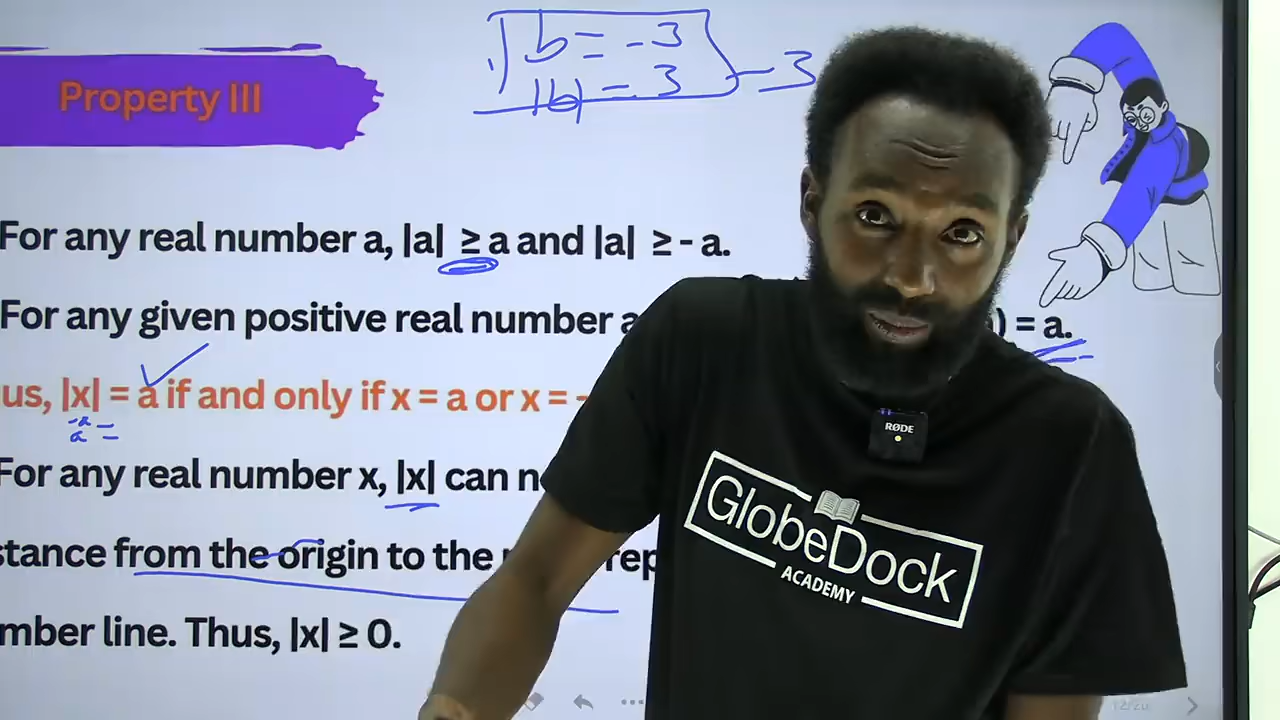 b = -3
|b| = 3 -3
Property III
For any real number a, |a| ≥ a and |a| ≥ - a.
For any given positive real number a ) = a.
us, |x| = a if and only if x = a or x = -
-a
a =
For any real number x, |x| can n
stance from the origin to the rep
mber line. Thus, |x| ≥ 0.
RØDE
GlobeDock
ACADEMY
12/20